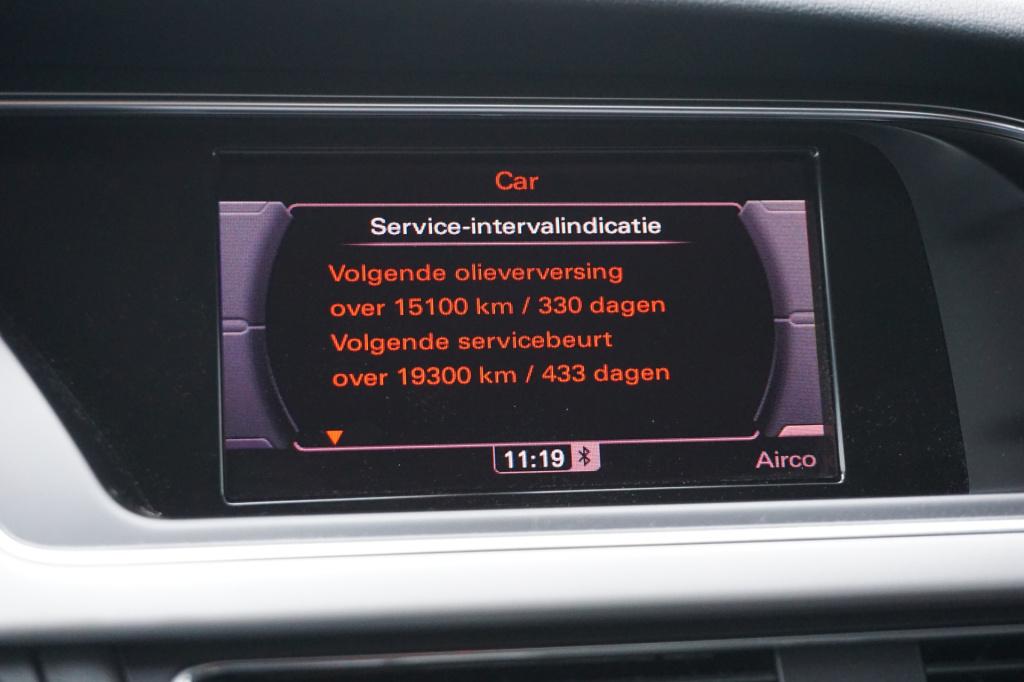 Car
Service-intervalindicatie
Volgende olieverversing
over 15100 km / 330 dagen
Volgende servicebeurt
over 19300 km / 433 dagen
11:19
Airco